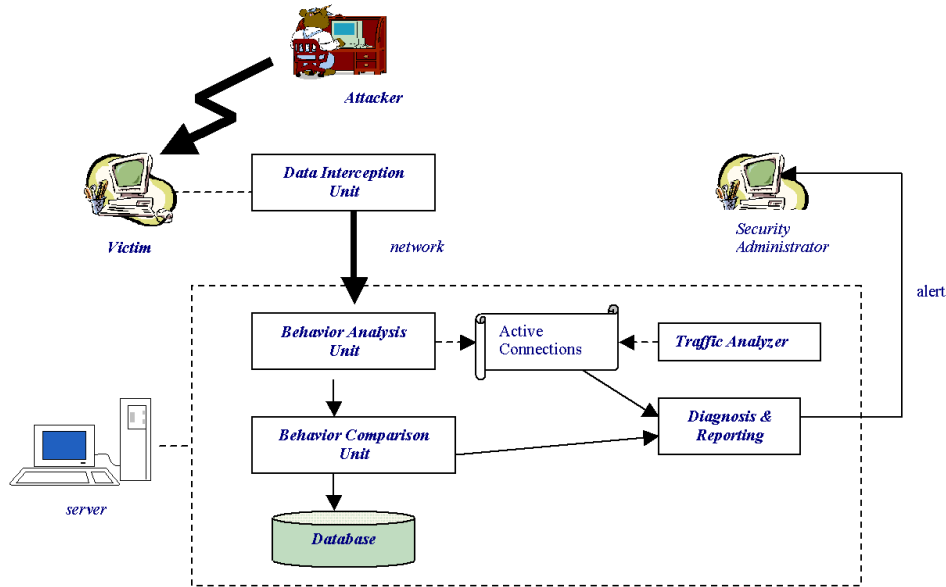 Attacker
Data Interception
Unit
Victim
network
Security
Administrator
alert
Behavior Analysis
Unit
Active
Connections
Traffic Analyzer
Behavior Comparison
Unit
Diagnosis &
Reporting
server
Database